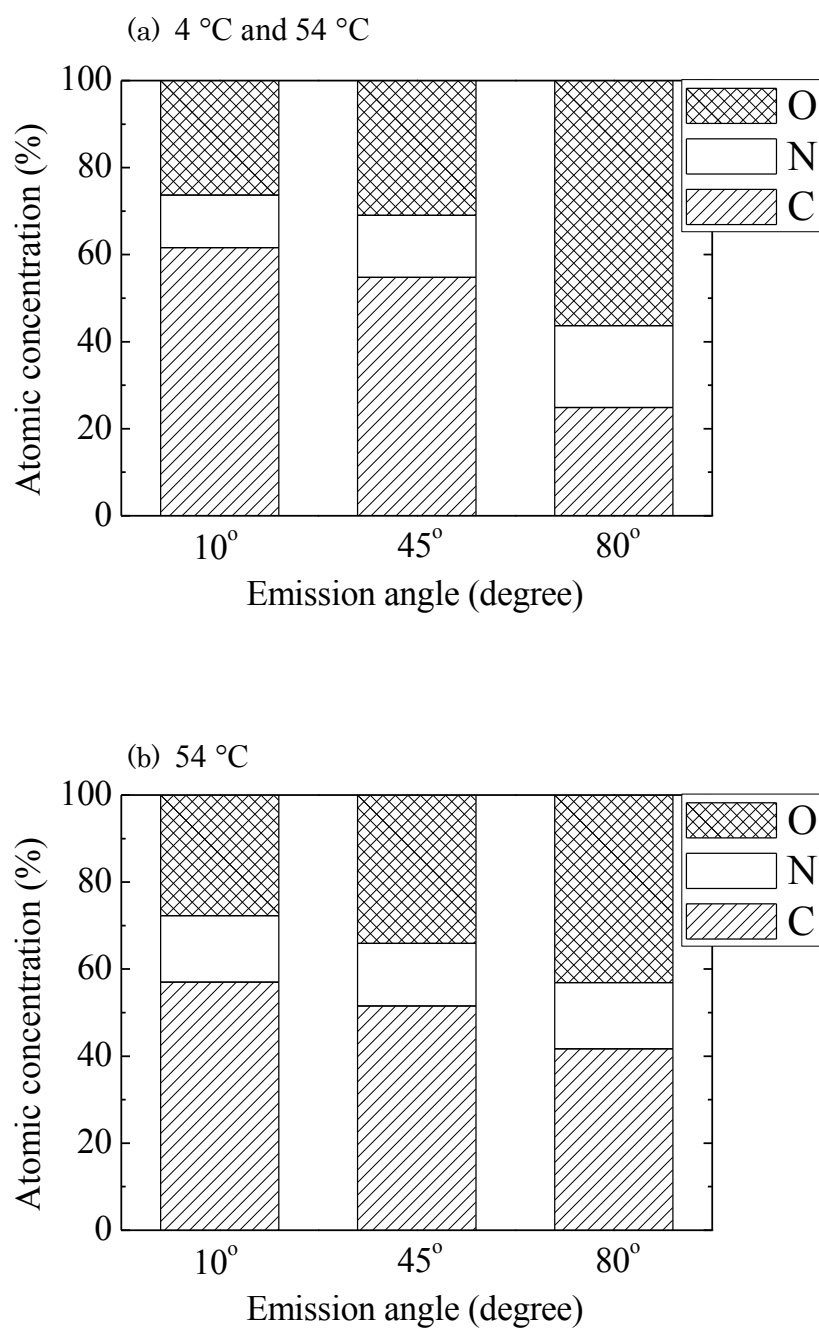 (a) 4 °C and 54 °C
100
80
60
40
20
0
Atomic concentration (%)
O
N
C
10°
45°
80°
Emission angle (degree)
(b) 54 °C
100
80
60
40
20
0
Atomic concentration (%)
O
N
C
10°
45°
80°
Emission angle (degree)